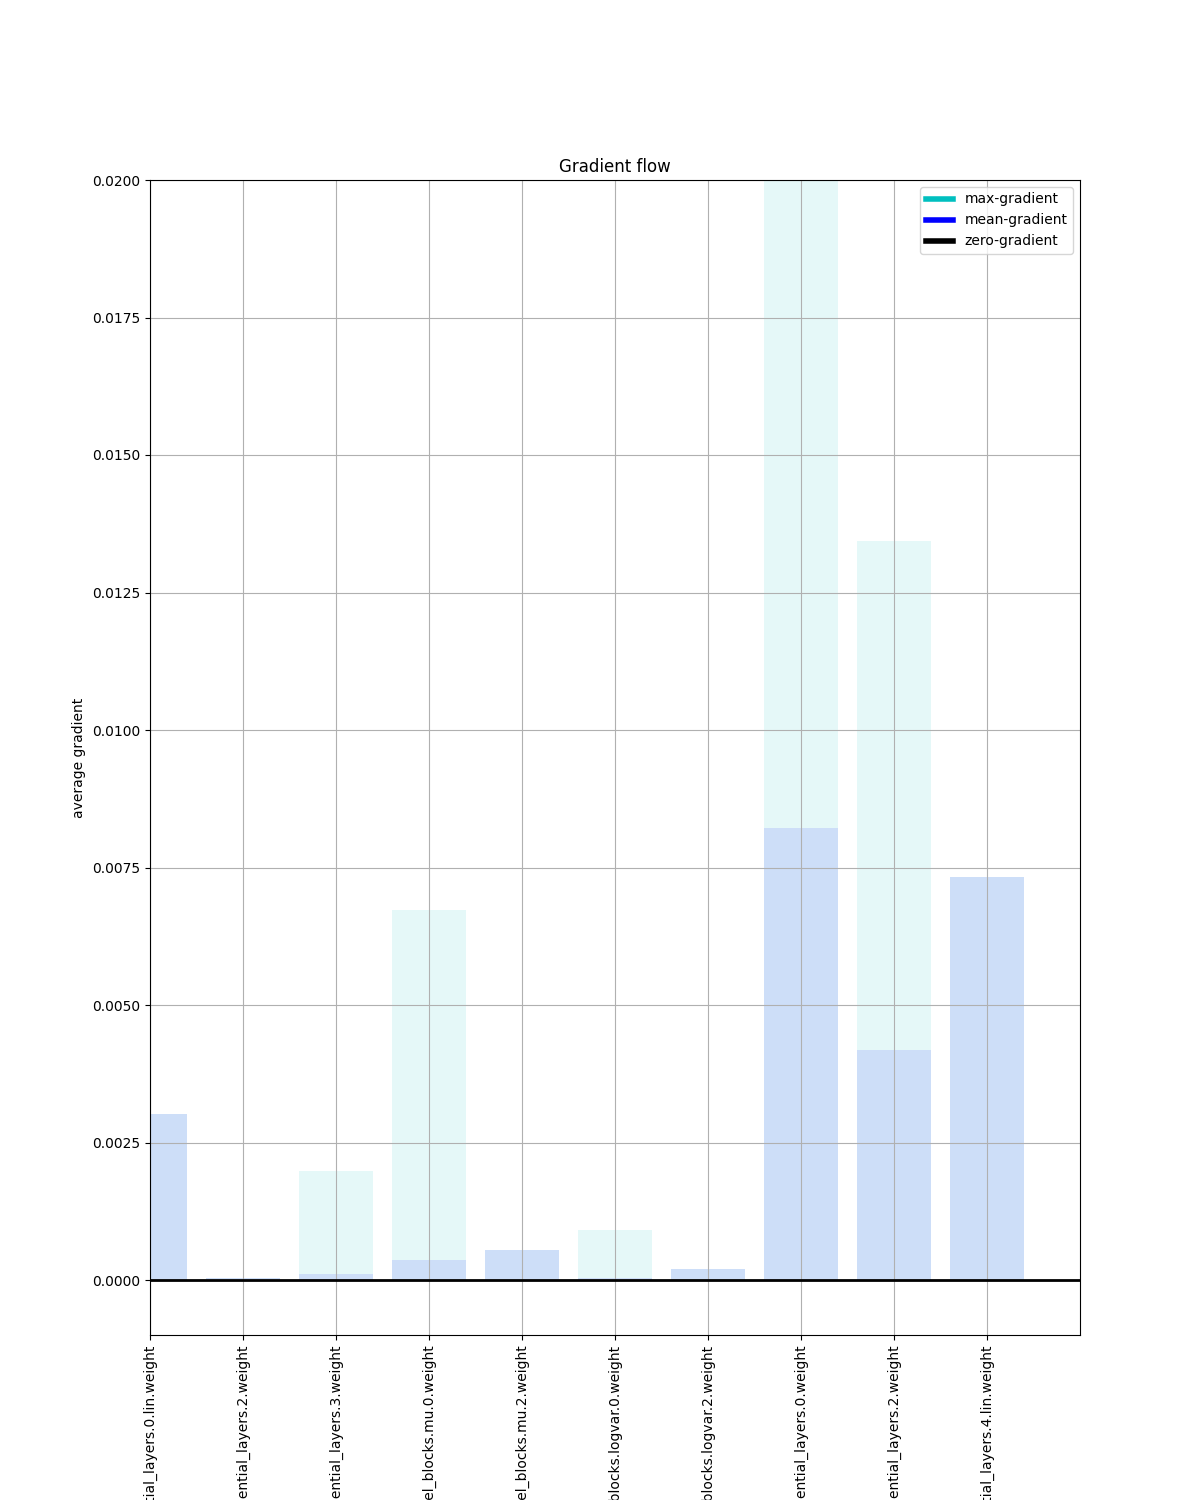 Gradient flow
max-gradient
mean-gradient
zero-gradient
0.0200
0.0175
0.0150
0.0125
0.0100
0.0075
0.0050
0.0025
0.0000
average gradient
tial_layers.0.lin.weight
ential_layers.2.weight
ential_layers.3.weight
el_blocks.mu.0.weight
el_blocks.mu.2.weight
blocks.logvar.0.weight
blocks.logvar.2.weight
ential_layers.0.weight
ential_layers.2.weight
tial_layers.4.lin.weight